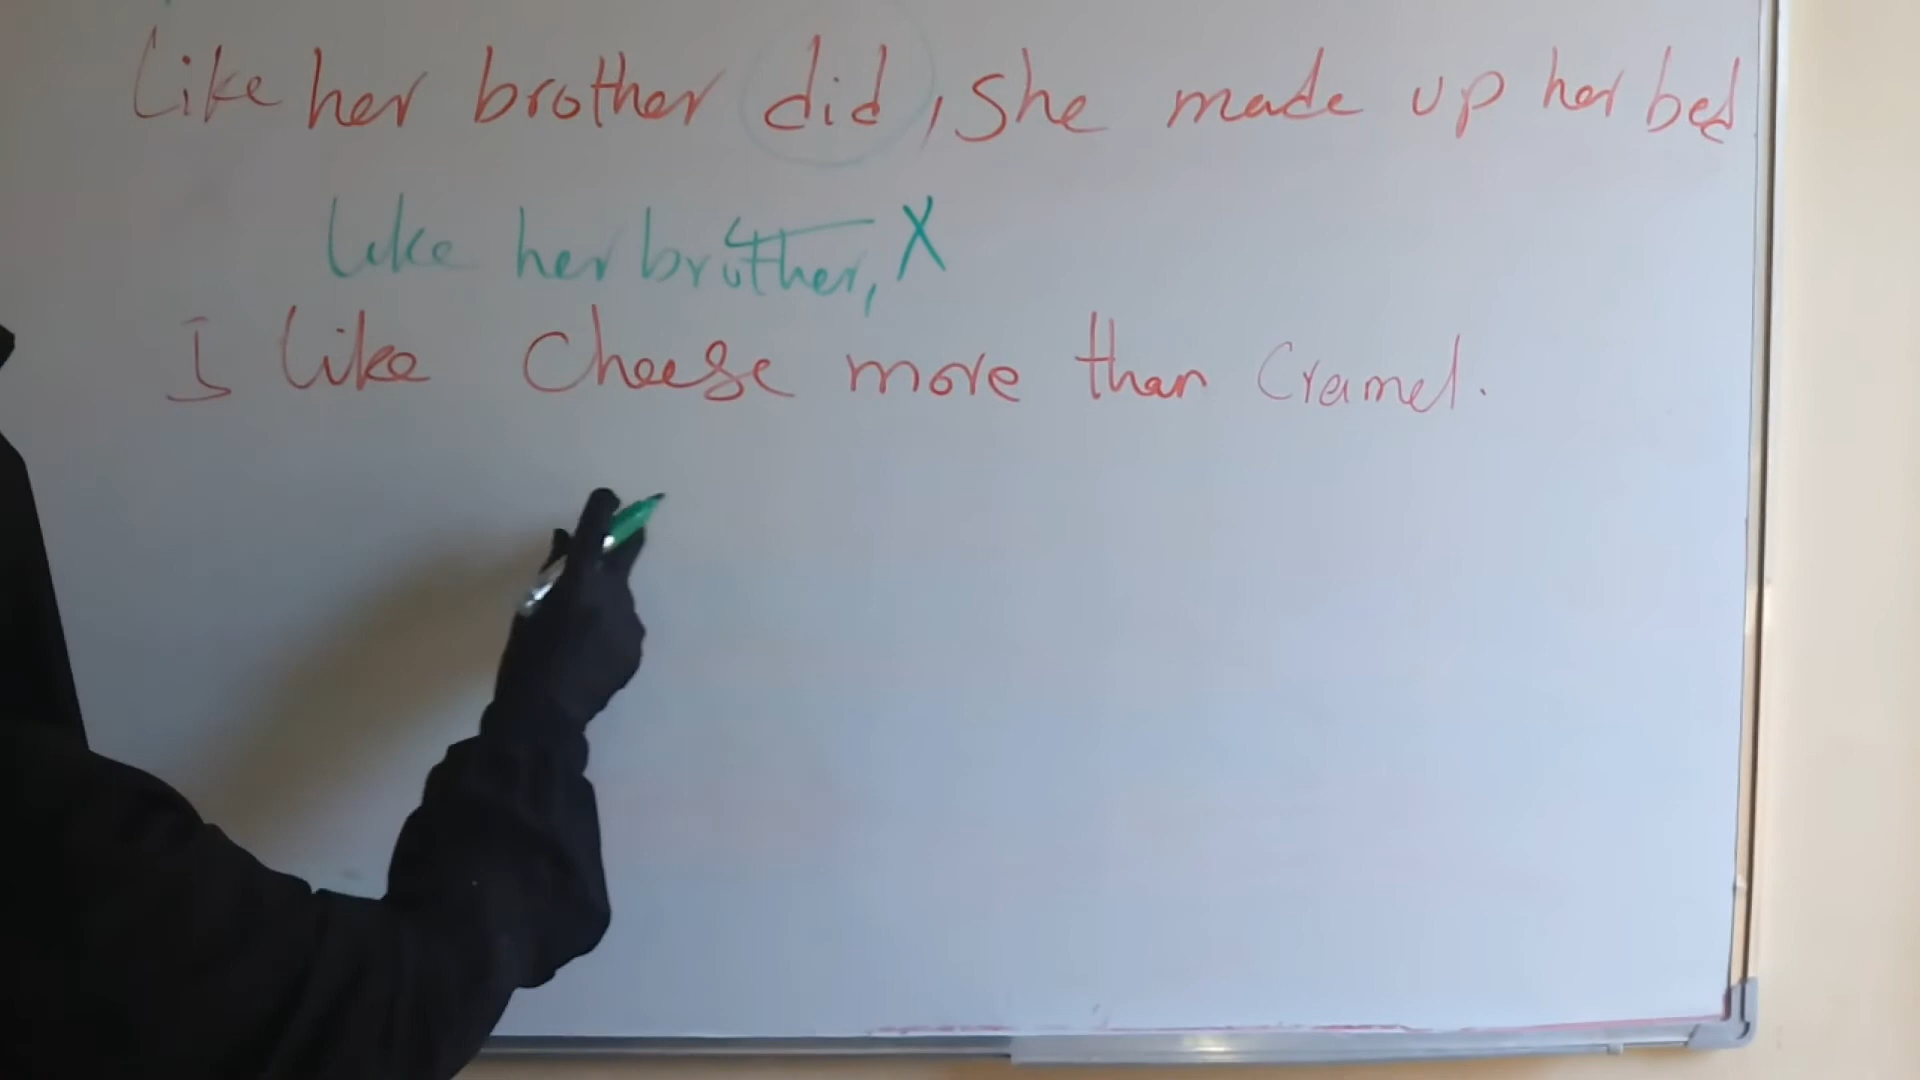 Like her brother did, She made up her bed
like her brother, X
I like Cheese more than Cramel.